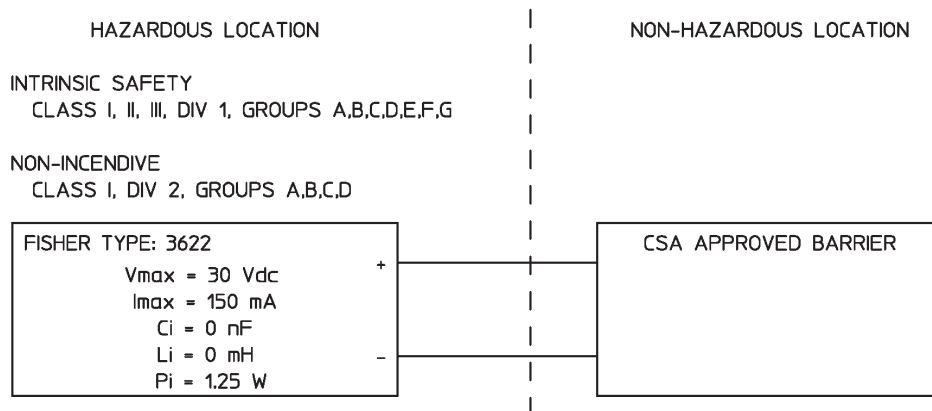 HAZARDOUS LOCATION
NON-HAZARDOUS LOCATION
INTRINSIC SAFETY
CLASS I, II, III, DIV 1, GROUPS A,B,C,D,E,F,G
NON-INCENDIVE
CLASS I, DIV 2, GROUPS A,B,C,D
FISHER TYPE: 3622
Vmax = 30 Vdc
Imax = 150 mA
Ci = 0 nF
Li = 0 mH
Pi = 1.25 W
+
-
CSA APPROVED BARRIER